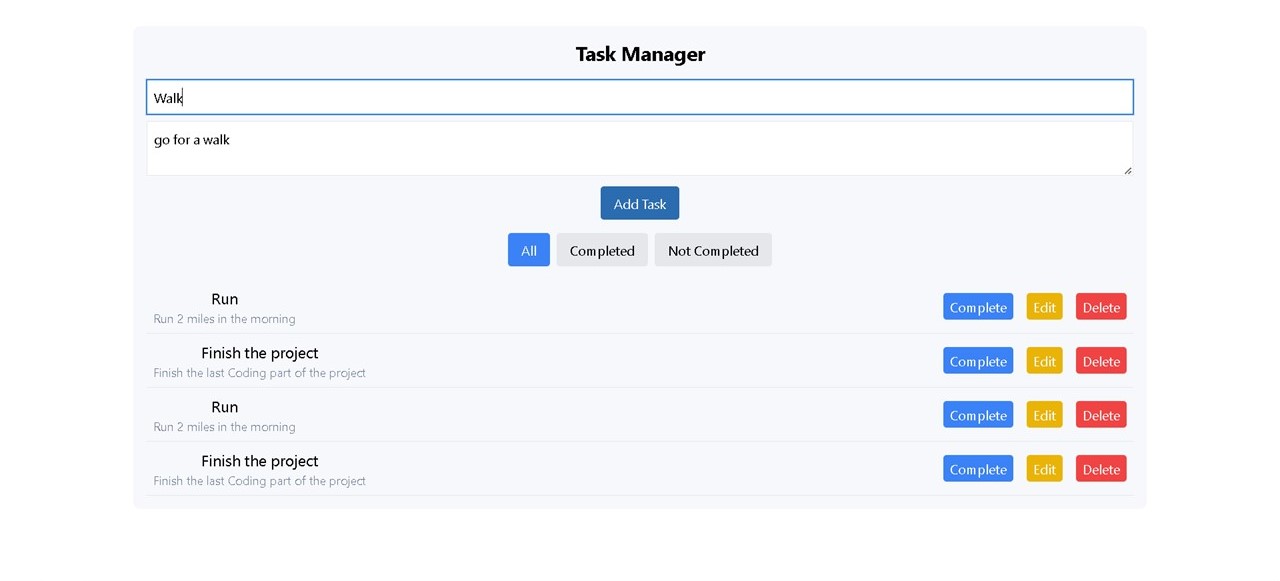 Task Manager
Walk
go for a walk
Add Task
All Completed Not Completed
Run
Run 2 miles in the morning
Complete Edit Delete
Finish the project
Finish the last Coding part of the project
Complete Edit Delete
Run
Run 2 miles in the morning
Complete Edit Delete
Finish the project
Finish the last Coding part of the project
Complete Edit Delete